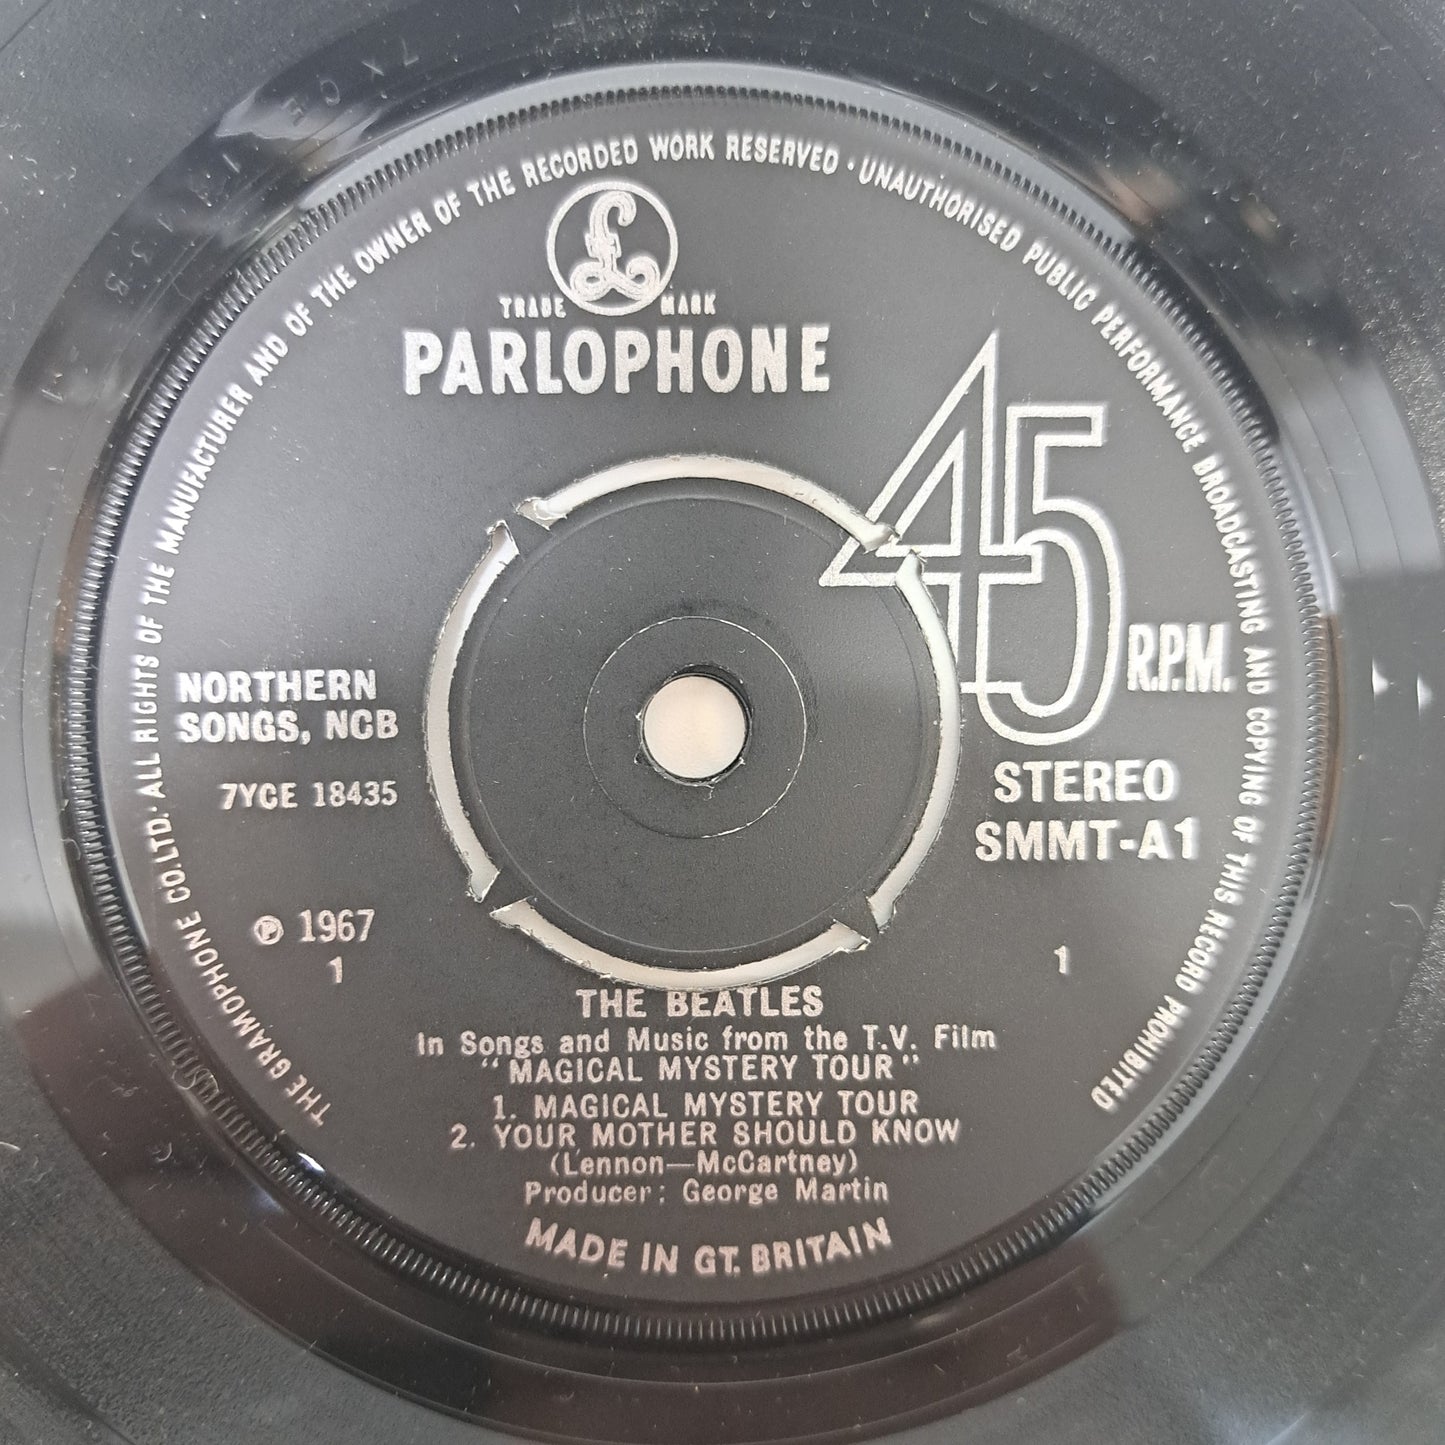 THE GRAMOPHONE CO.LTD.· ALL RIGHTS OF THE MANUFACTURER AND OF THE OWNER OF THE RECORDED WORK RESERVED · UNAUTHORISED PUBLIC PERFORMANCE BROADCASTING AND COPYING OF THIS RECORD PROHIBITED
£
TRADE MARK
PARLOPHONE
45 R.P.M.
NORTHERN
SONGS, NCB
7YCE 18435
STEREO
SMMT-A1
℗ 1967
1
1
THE BEATLES
In Songs and Music from the T.V. Film
"MAGICAL MYSTERY TOUR"
1. MAGICAL MYSTERY TOUR
2. YOUR MOTHER SHOULD KNOW
(Lennon—McCartney)
Producer: George Martin
MADE IN GT. BRITAIN